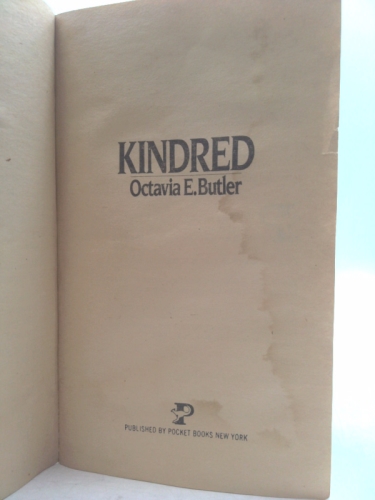 KINDRED
Octavia E. Butler
P
PUBLISHED BY POCKET BOOKS NEW YORK